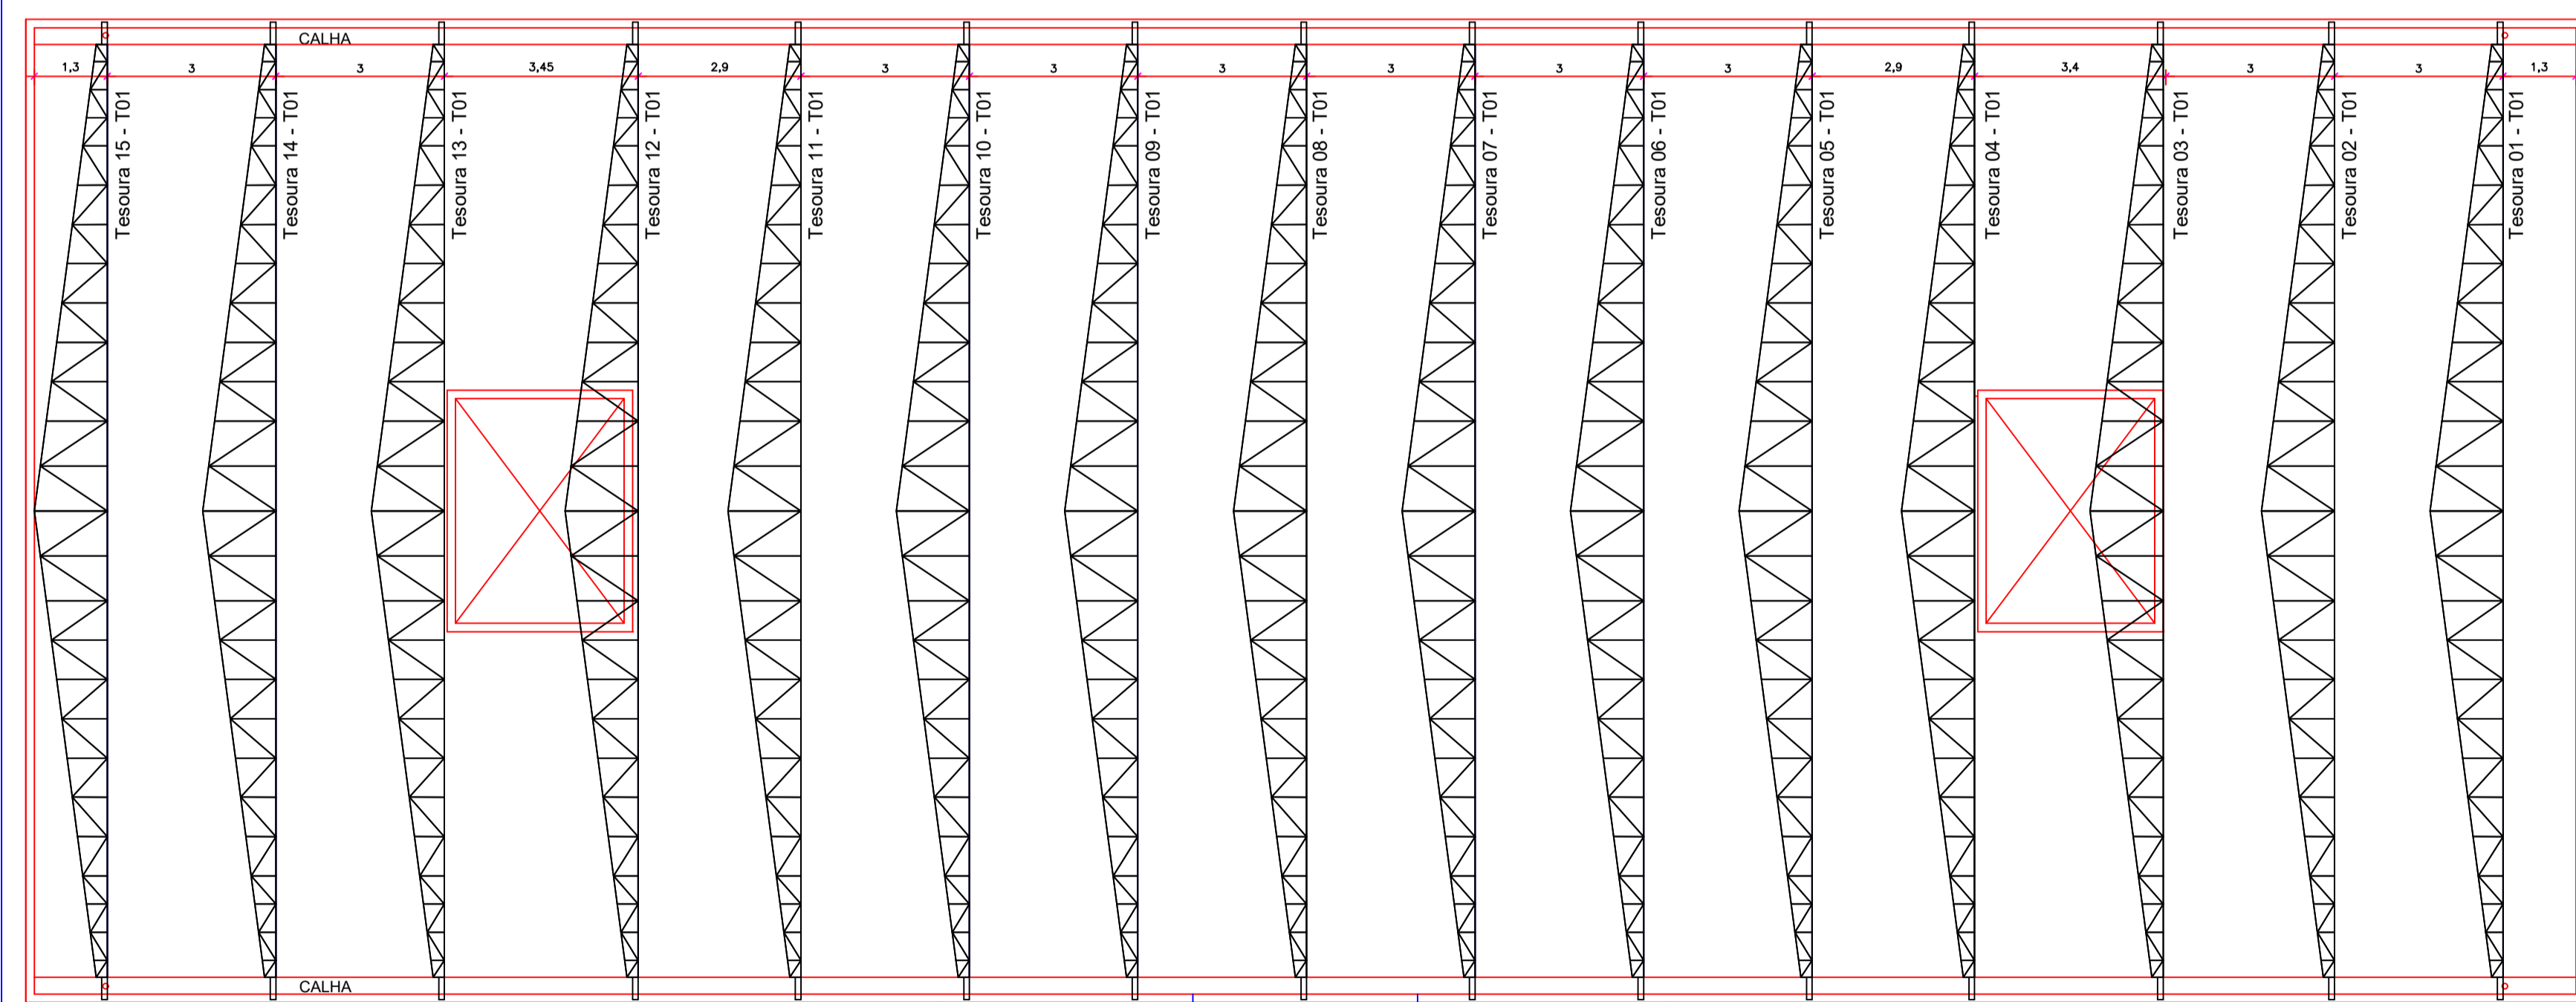 CALHA
1,3
3
3
3,45
2,9
3
3
3
3
3
3
2,9
3,4
3
3
1,3
Tesoura 15 - T01
Tesoura 14 - T01
Tesoura 13 - T01
Tesoura 12 - T01
Tesoura 11 - T01
Tesoura 10 - T01
Tesoura 09 - T01
Tesoura 08 - T01
Tesoura 07 - T01
Tesoura 06 - T01
Tesoura 05 - T01
Tesoura 04 - T01
Tesoura 03 - T01
Tesoura 02 - T01
Tesoura 01 - T01
CALHA